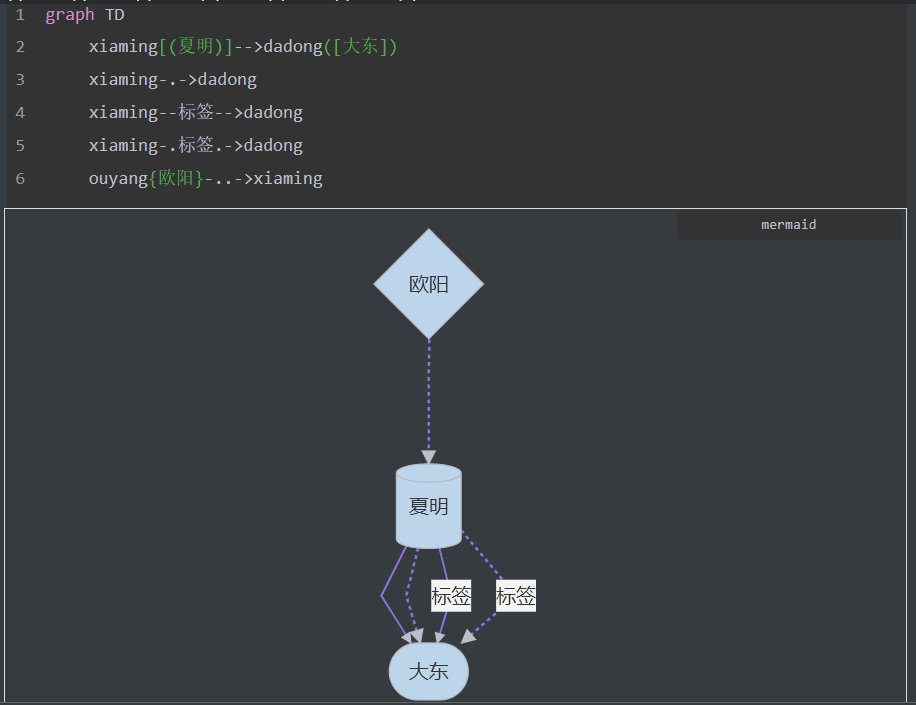 1 graph TD
2 xiaming[(夏明)]-->dadong([大东])
3 xiaming-.->dadong
4 xiaming--标签-->dadong
5 xiaming-.标签.->dadong
6 ouyang{欧阳}-..->xiaming
mermaid
欧阳
夏明
标签 标签
大东